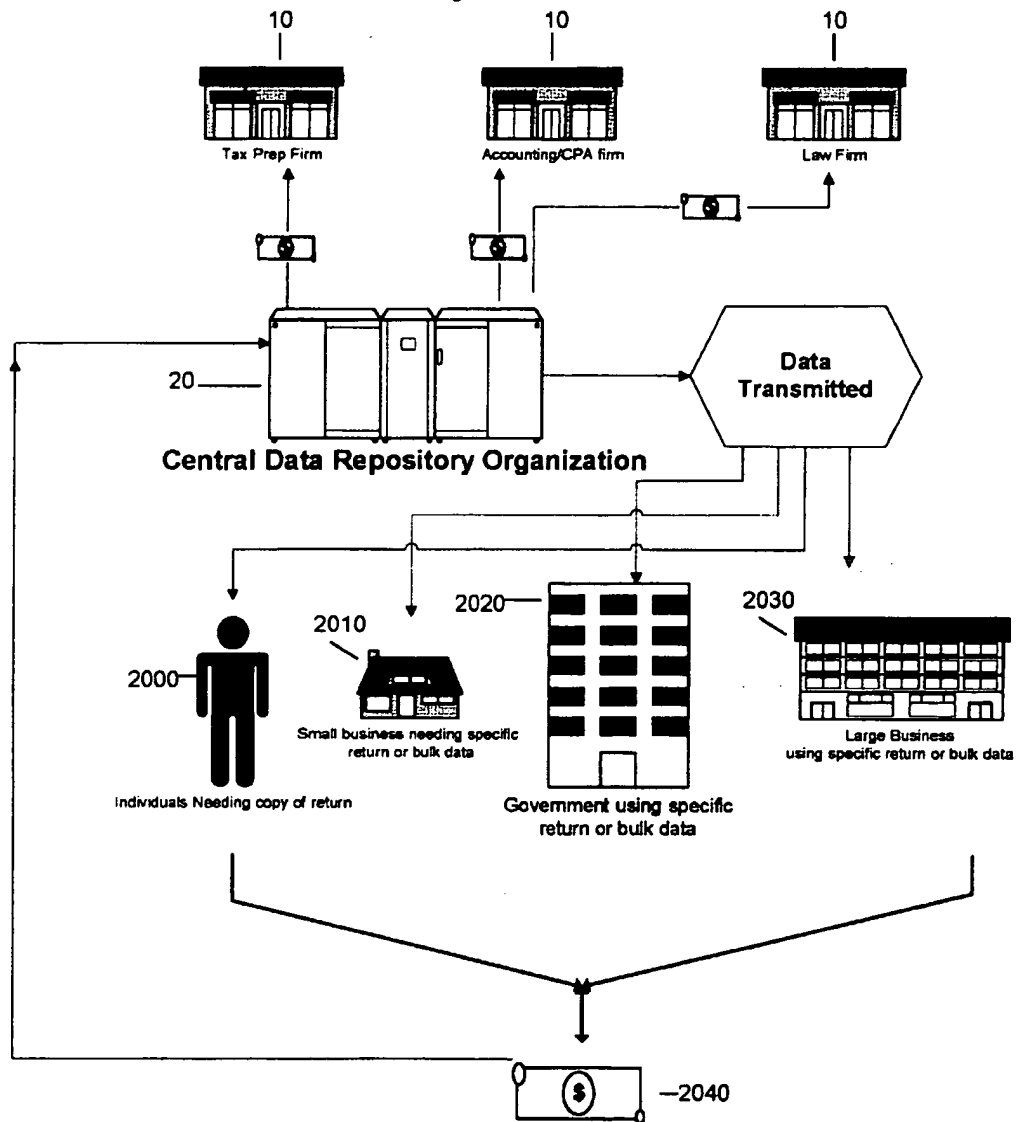 10
10
10
Tax Prep Firm
Accounting/CPA firm
Law Firm
Data
Transmitted
20
Central Data Repository Organization
2000
2010
2020
2030
Small business needing specific
return or bulk data
Large Business
using specific return or bulk data
Individuals Needing copy of return
Government using specific
return or bulk data
$
2040